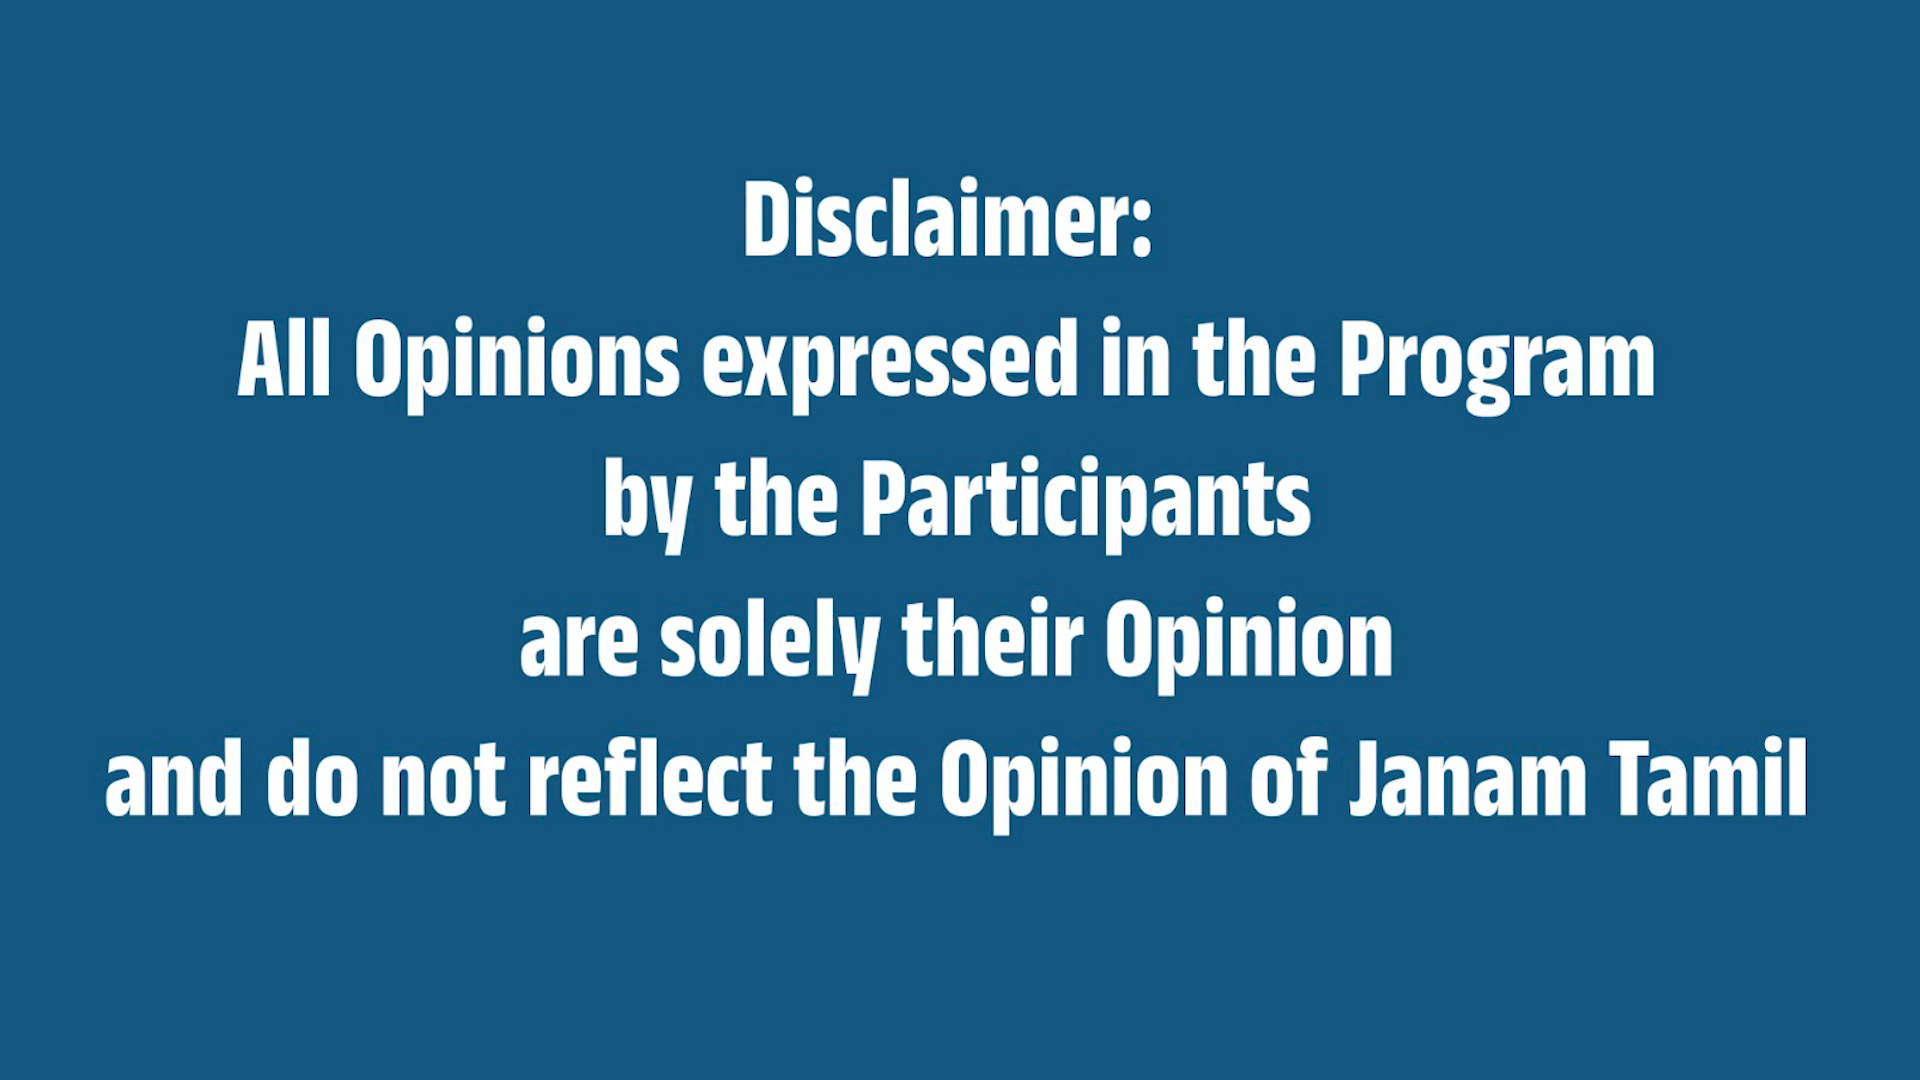 Disclaimer:
All Opinions expressed in the Program
by the Participants
are solely their Opinion
and do not reflect the Opinion of Janam Tamil